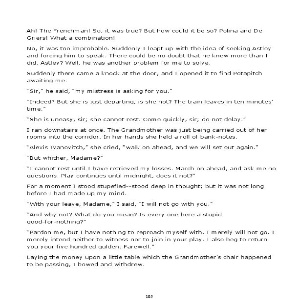 Ah! The Frenchman! So, it was true? But how could it be so? Polina and De
Griers! What a combination!
No, it was too improbable. Suddenly I leapt up with the idea of seeking Astley
and forcing him to speak. There could be no doubt that he knew more than I
did. Astley? Well, he was another problem for me to solve.
Suddenly there came a knock at the door, and I opened it to find Potapitch
awaiting me.
"Sir," he said, "my mistress is asking for you."
"Indeed? But she is just departing, is she not? The train leaves in ten minutes'
time."
"She is uneasy, sir; she cannot rest. Come quickly, sir; do not delay."
I ran downstairs at once. The Grandmother was just being carried out of her
rooms into the corridor. In her hands she held a roll of bank-notes.
"Alexis Ivanovitch," she cried, "walk on ahead, and we will set out again."
"But whither, Madame?"
"I cannot rest until I have retrieved my losses. March on ahead, and ask me no
questions. Play continues until midnight, does it not?"
For a moment I stood stupefied--stood deep in thought; but it was not long
before I had made up my mind.
"With your leave, Madame," I said, "I will not go with you."
"And why not? What do you mean? Is every one here a stupid
good-for-nothing?"
"Pardon me, but I have nothing to reproach myself with. I merely will not go. I
merely intend neither to witness nor to join in your play. I also beg to return
you your five hundred gulden. Farewell."
Laying the money upon a little table which the Grandmother's chair happened
to be passing, I bowed and withdrew.